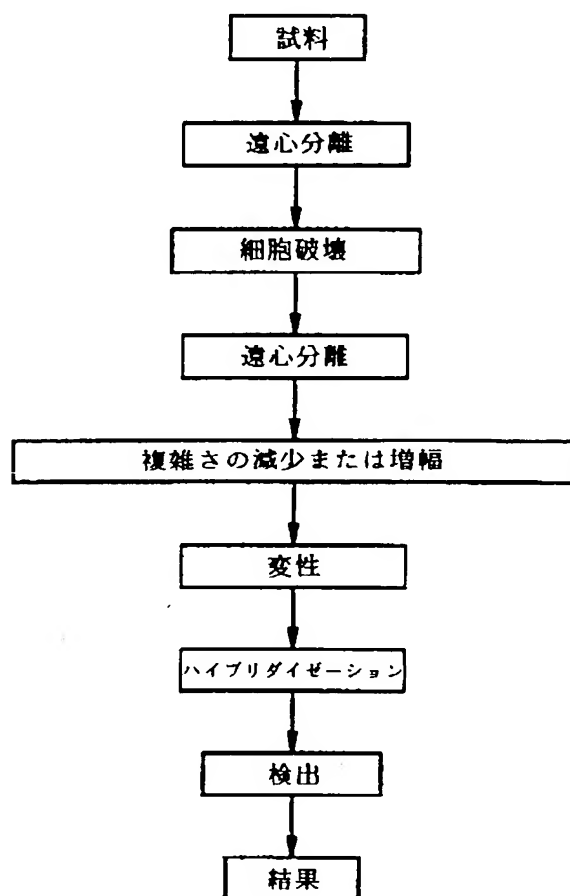 試料
遠心分離
細胞破壊
遠心分離
複雑さの減少または増幅
変性
ハイブリダイゼーション
検出
結果